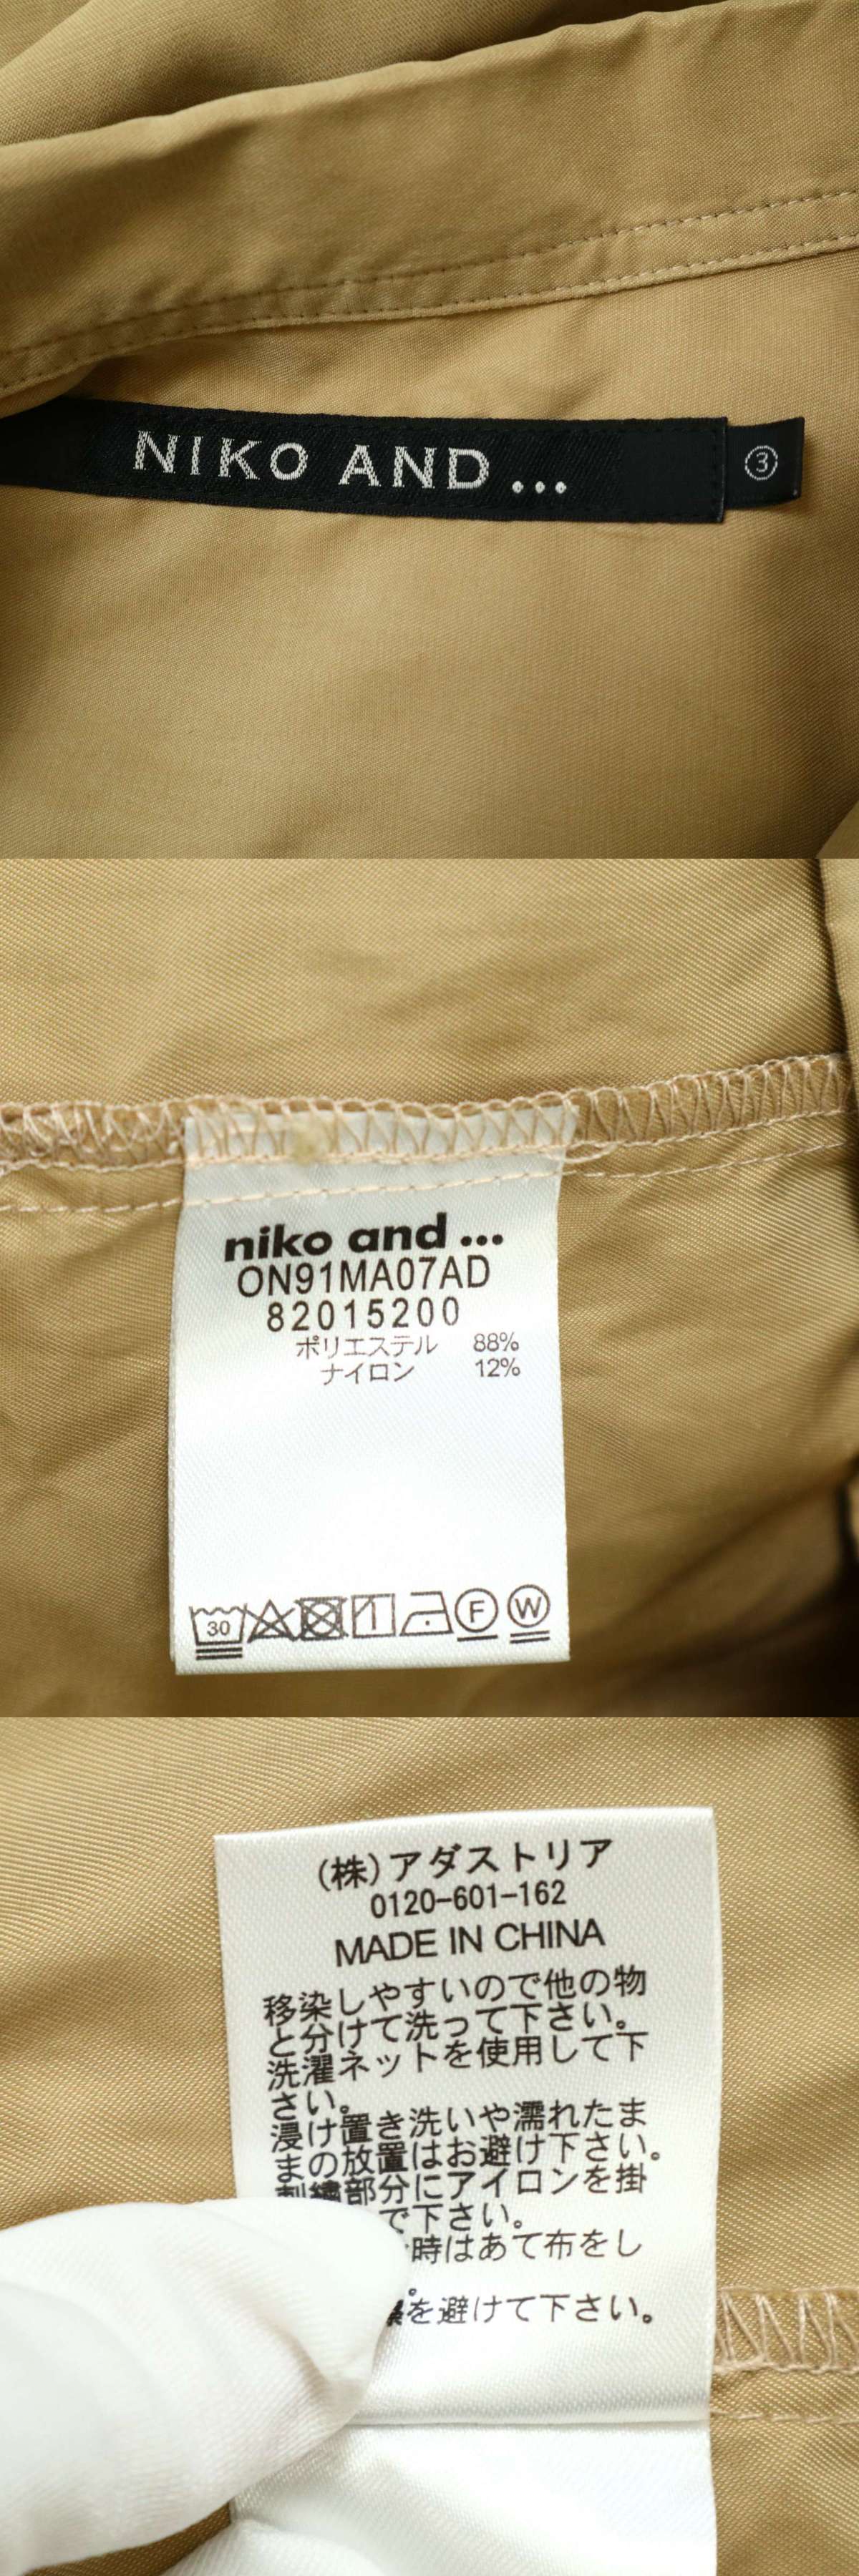 NIKO AND ...
③
niko and ...
ON91MA07AD
82015200
ポリエステル 88%
ナイロン 12%
30
F
W
(株)アダストリア
0120-601-162
MADE IN CHINA
移染しやすいので他の物
と分けて洗って下さい。
洗濯ネットを使用して下
さい。
浸け置き洗いや濡れたま
まの放置はお避け下さい。
刺繍部分にアイロンを掛
で下さい。
時はあて布をし
。
を避けて下さい。